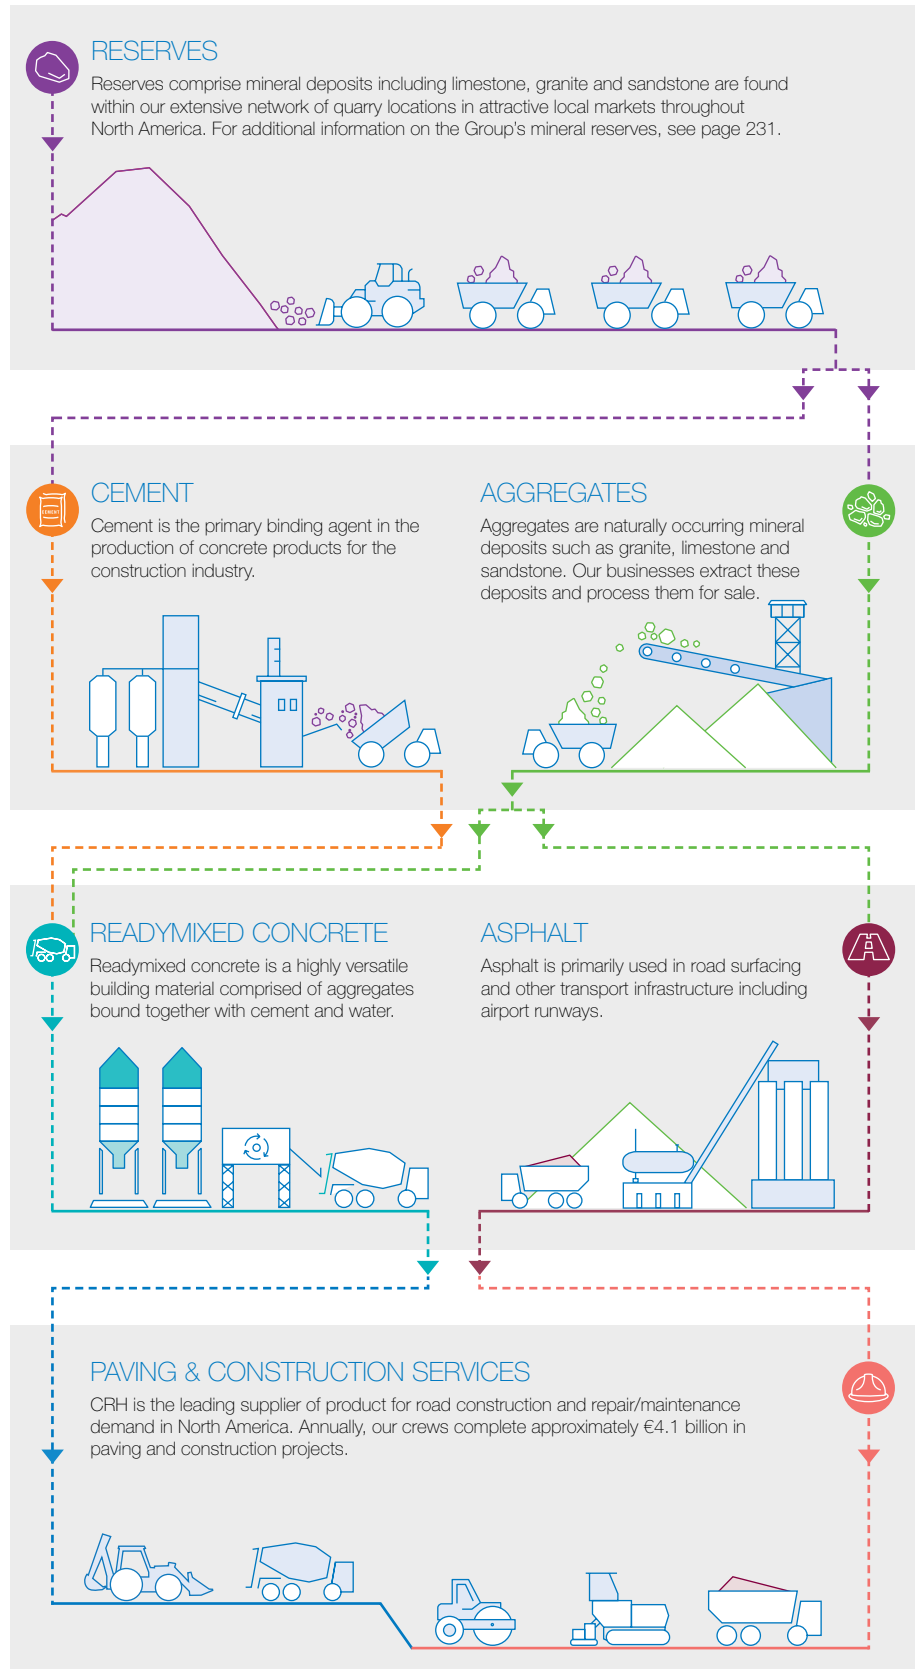 RESERVES
Reserves comprise mineral deposits including limestone, granite and sandstone are found
within our extensive network of quarry locations in attractive local markets throughout
North America. For additional information on the Group's mineral reserves, see page 231.
CEMENT
CEMENT
Cement is the primary binding agent in the
production of concrete products for the
construction industry.
AGGREGATES
Aggregates are naturally occurring mineral
deposits such as granite, limestone and
sandstone. Our businesses extract these
deposits and process them for sale.
READYMIXED CONCRETE
Readymixed concrete is a highly versatile
building material comprised of aggregates
bound together with cement and water.
ASPHALT
Asphalt is primarily used in road surfacing
and other transport infrastructure including
airport runways.
PAVING & CONSTRUCTION SERVICES
CRH is the leading supplier of product for road construction and repair/maintenance
demand in North America. Annually, our crews complete approximately €4.1 billion in
paving and construction projects.